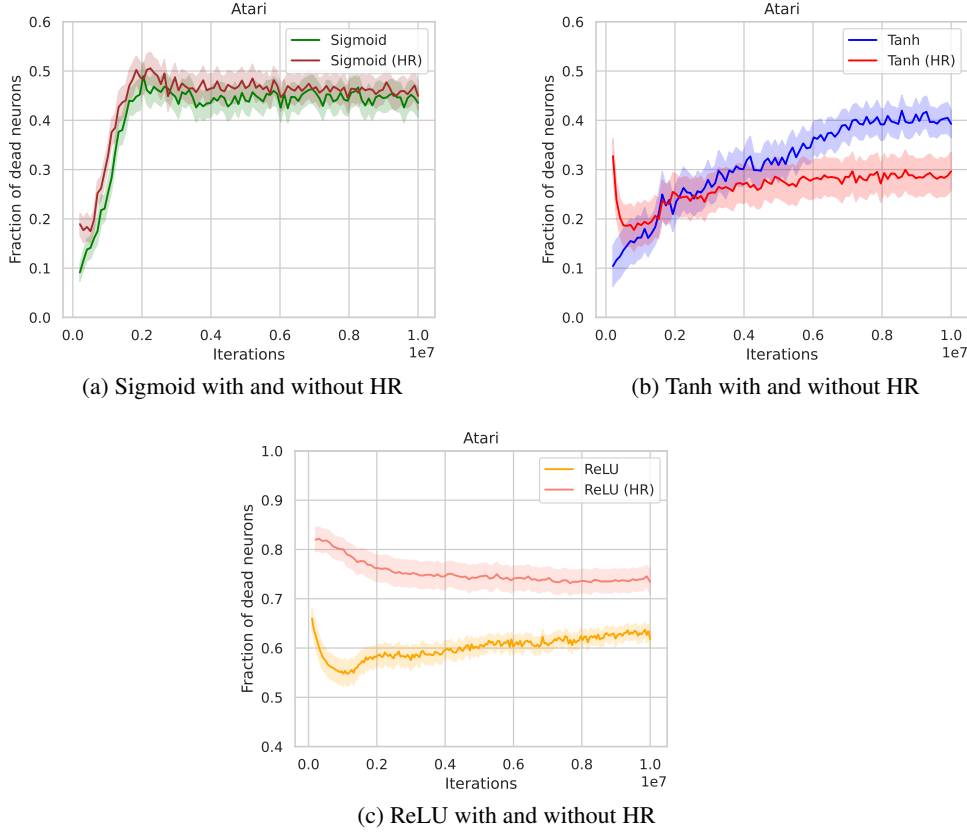 Atari
Fraction of dead neurons
0.6
0.5
0.4
0.3
0.2
0.1
0.0
Sigmoid
Sigmoid (HR)
0.0 0.2 0.4 0.6 0.8 1.0
Iterations
1e7
(a) Sigmoid with and without HR
Atari
Fraction of dead neurons
0.6
0.5
0.4
0.3
0.2
0.1
0.0
Tanh
Tanh (HR)
0.0 0.2 0.4 0.6 0.8 1.0
Iterations
1e7
(b) Tanh with and without HR
Atari
Fraction of dead neurons
1.0
0.9
0.8
0.7
0.6
0.5
0.4
ReLU
ReLU (HR)
0.0 0.2 0.4 0.6 0.8 1.0
Iterations
1e7
(c) ReLU with and without HR